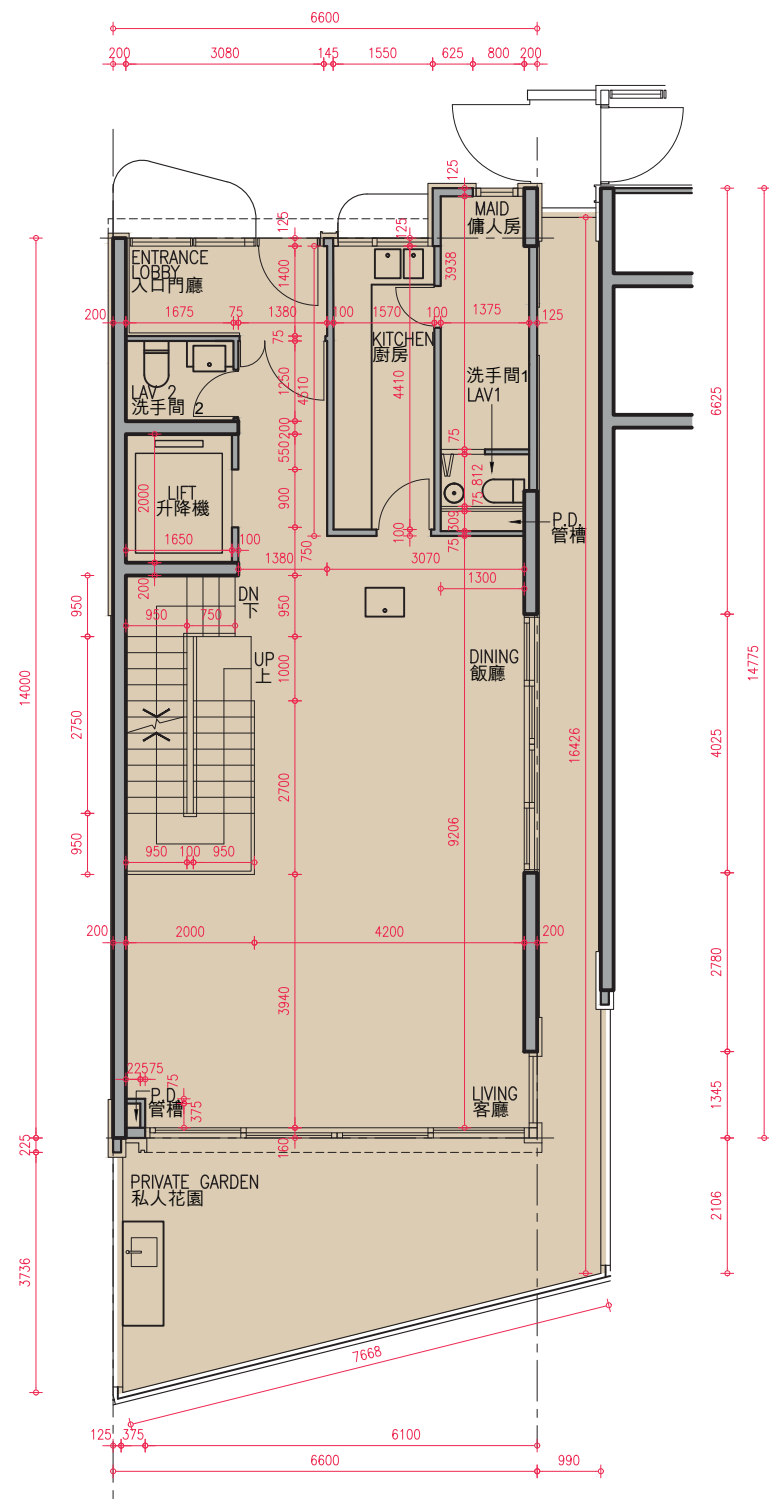 6600
200 3080 145 1550 625 800 200
125
MAID
傭人房
125
125
ENTRANCE
LOBBY
入口門廳
1400
3938
200 1675 75 1380 100 1570 100 1375 125
75
KITCHEN
廚房
LAV 2
洗手間 2
1250
4510
4410
洗手間1
LAV1
6625
200
550
75
812
75
LIFT
升降機
2000
900
309
P.D.
管槽
1650 100
750
100
75
1380 3070
200
1300
950
DN
下
950
950 750
UP
上
1000
DINING
飯廳
14000
14775
2750
16426
4025
2700
9206
950
950 100 950
200 2000 4200 200
2780
3940
22575
75
P.D.
管槽
375
LIVING
客廳
1345
225
160
PRIVATE GARDEN
私人花園
2106
3736
7668
125 375 6100
6600 990